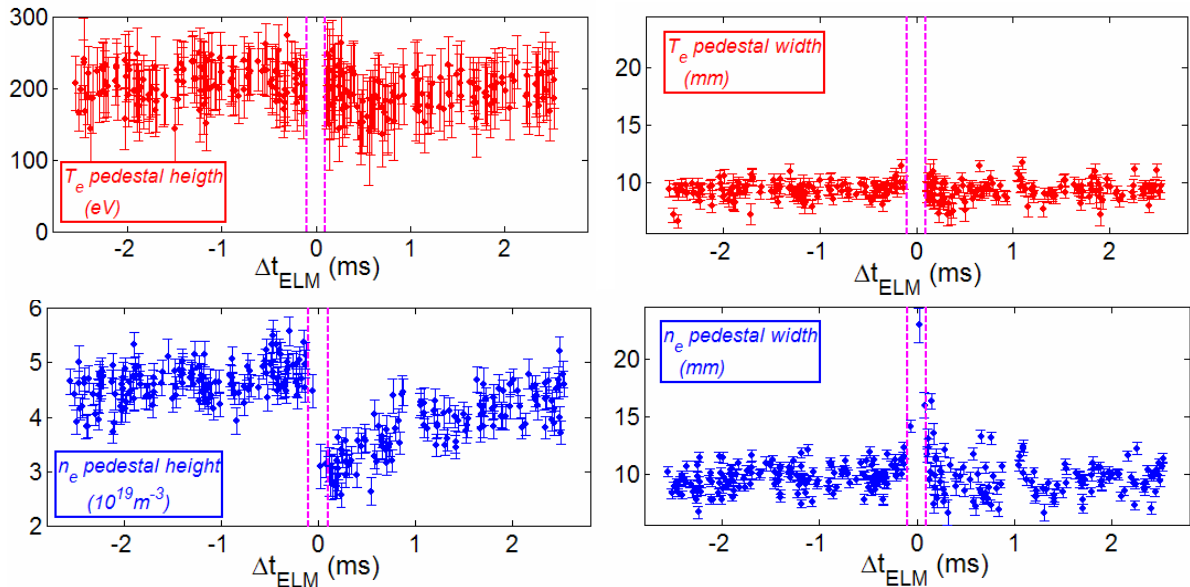 300
200
100
0
T_e pedestal heigth
(eV)
-2 -1 0 1 2
Δt_ELM (ms)
20
15
10
T_e pedestal width
(mm)
-2 -1 0 1 2
Δt_ELM (ms)
6
5
4
3
2
n_e pedestal height
(10^19 m^-3)
-2 -1 0 1 2
Δt_ELM (ms)
20
15
10
n_e pedestal width
(mm)
-2 -1 0 1 2
Δt_ELM (ms)